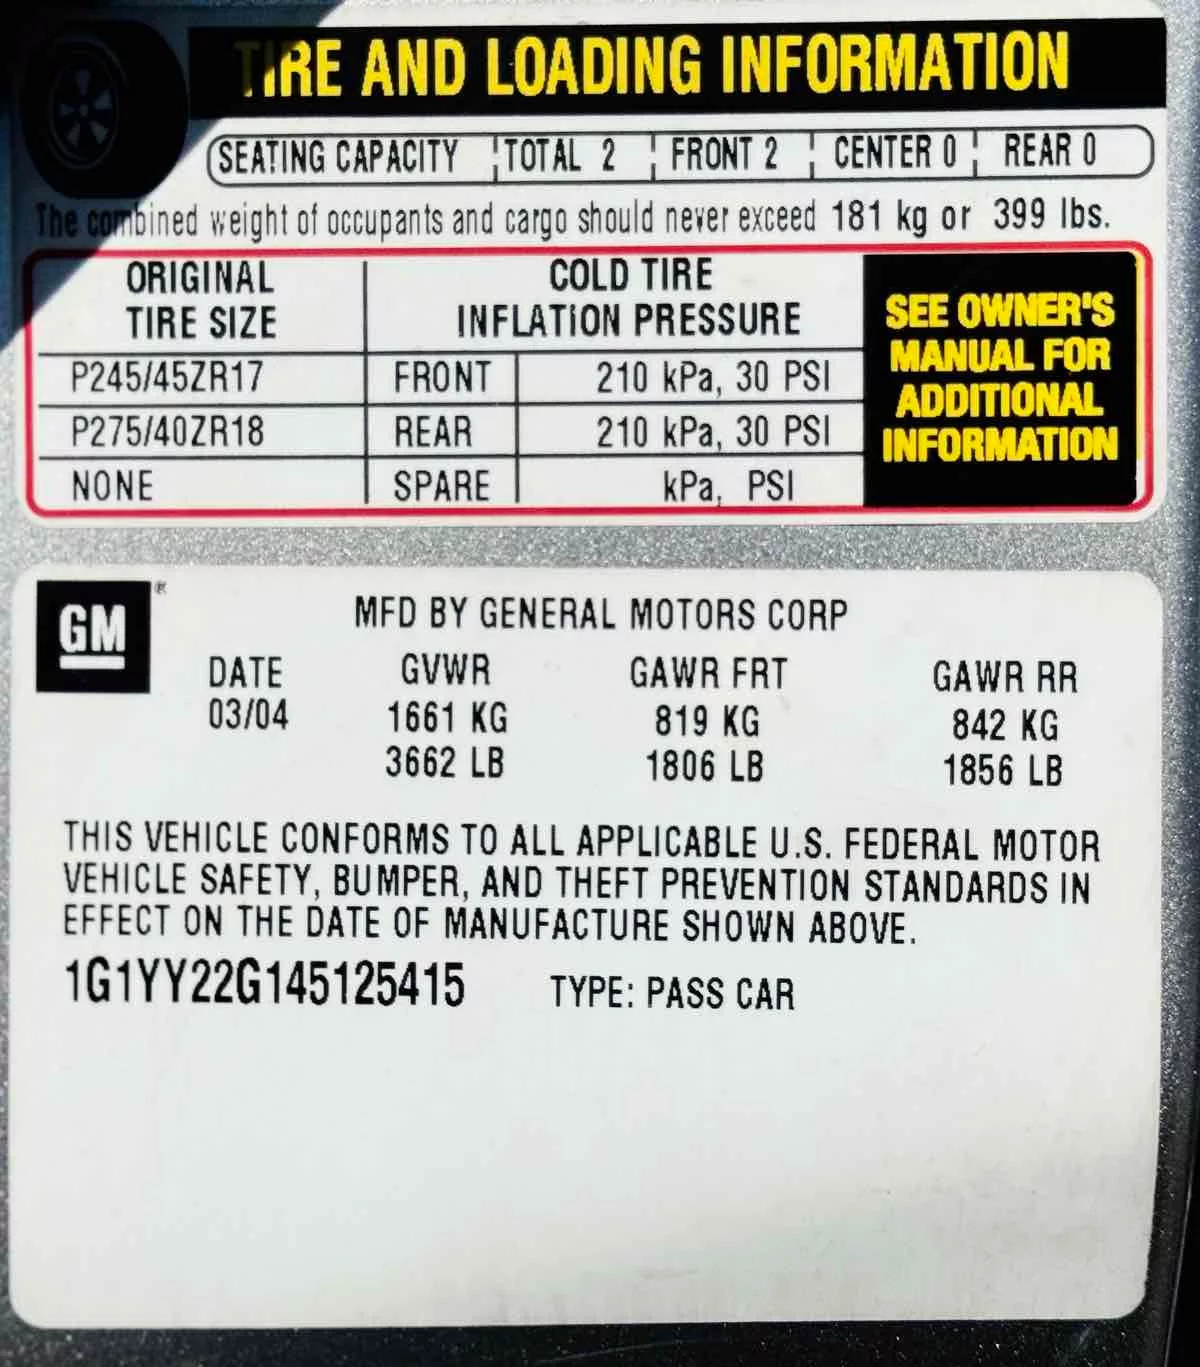 TIRE AND LOADING INFORMATION
SEATING CAPACITY TOTAL 2 FRONT 2 CENTER 0 REAR 0
The combined weight of occupants and cargo should never exceed 181 kg or 399 lbs.
ORIGINAL TIRE SIZE COLD TIRE INFLATION PRESSURE
P245/45ZR17 FRONT 210 kPa, 30 PSI
P275/40ZR18 REAR 210 kPa, 30 PSI
NONE SPARE kPa, PSI
SEE OWNER'S
MANUAL FOR
ADDITIONAL
INFORMATION
GM®
MFD BY GENERAL MOTORS CORP
DATE GVWR GAWR FRT GAWR RR
03/04 1661 KG 819 KG 842 KG
3662 LB 1806 LB 1856 LB
THIS VEHICLE CONFORMS TO ALL APPLICABLE U.S. FEDERAL MOTOR
VEHICLE SAFETY, BUMPER, AND THEFT PREVENTION STANDARDS IN
EFFECT ON THE DATE OF MANUFACTURE SHOWN ABOVE.
1G1YY22G145125415 TYPE: PASS CAR